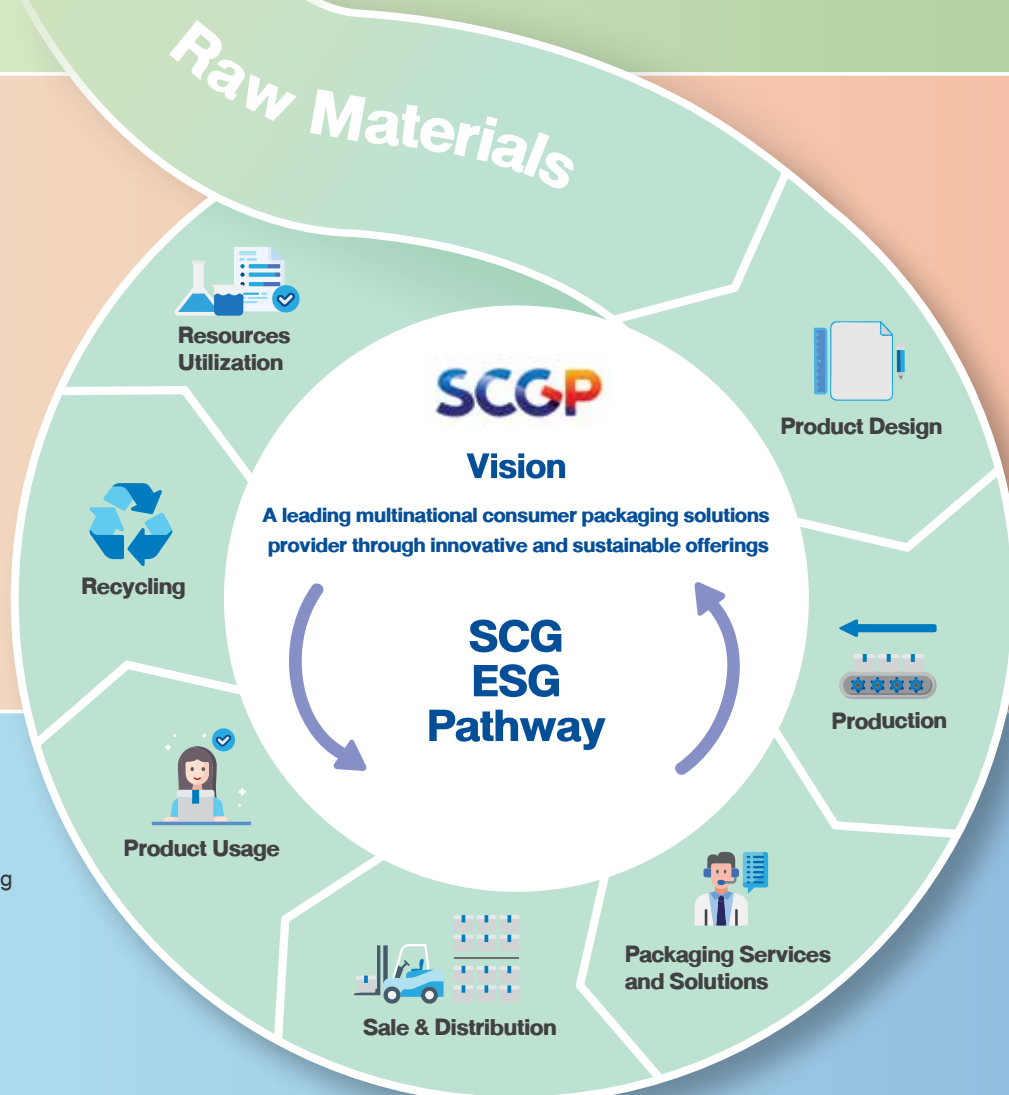 Raw Materials
Resources
Utilization
SCGP
Product Design
Vision
A leading multinational consumer packaging solutions
provider through innovative and sustainable offerings
Recycling
SCG
ESG
Pathway
Production
Product Usage
g
Packaging Services
and Solutions
Sale & Distribution